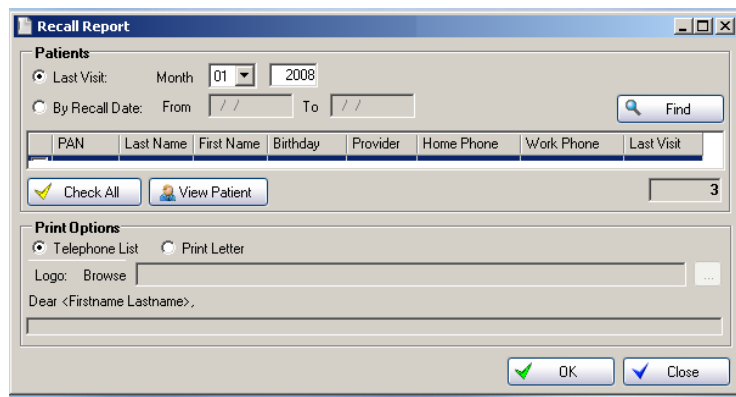 Recall Report
Patients
Last Visit: Month 01 2008
By Recall Date: From / / To / /
Find
PAN Last Name First Name Birthday Provider Home Phone Work Phone Last Visit
Check All View Patient 3
Print Options
Telephone List Print Letter
Logo: Browse ...
Dear <Firstname Lastname>,
OK Close